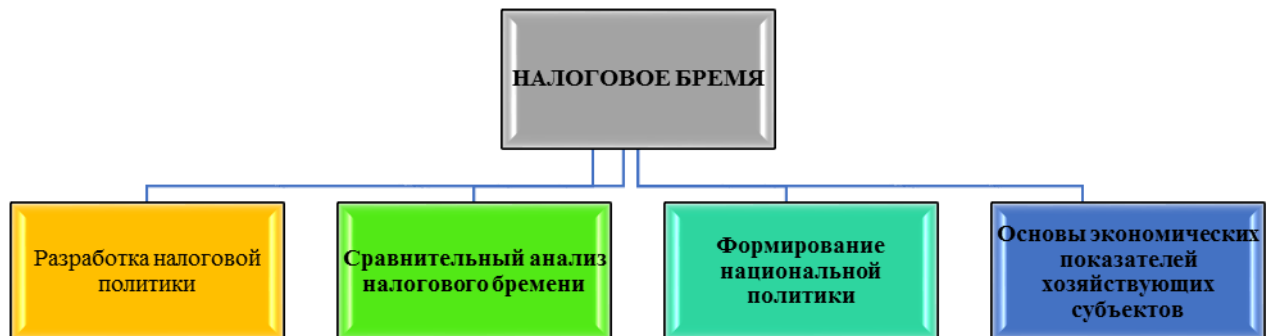 НАЛОГОВОЕ БРЕМЯ
Разработка налоговой
политики
Сравнительный анализ
налогового бремени
Формирование
национальной
политики
Основы экономических
показателей
хозяйствующих
субъектов